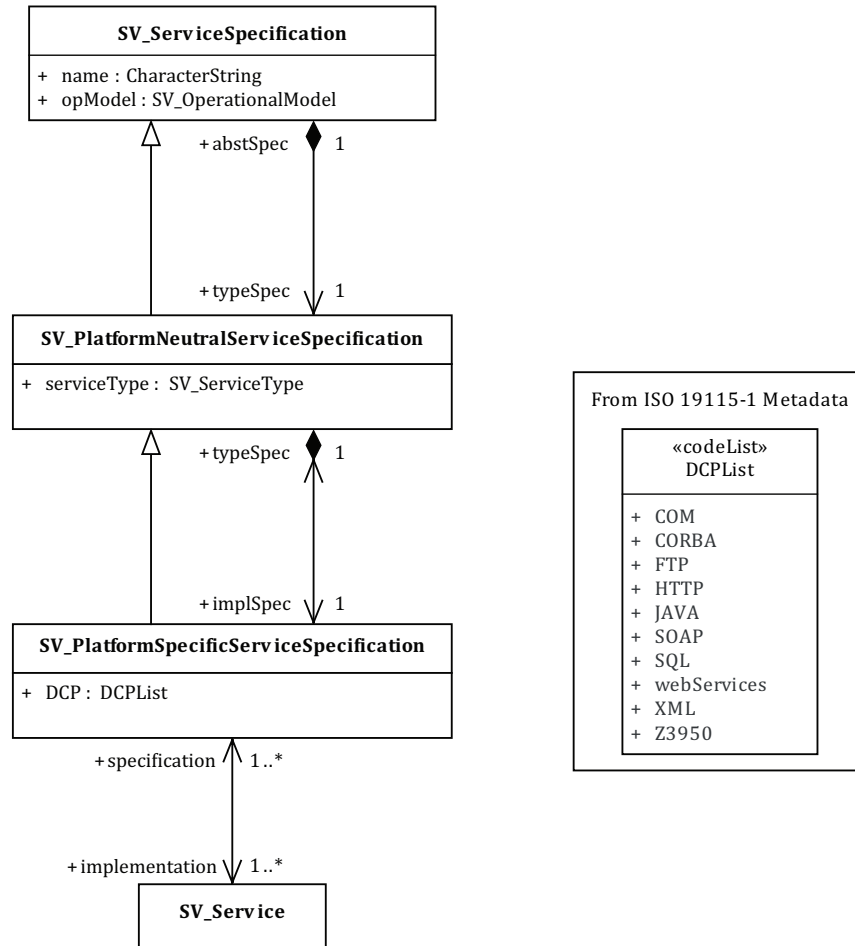 SV_ServiceSpecification
+ name : CharacterString
+ opModel : SV_OperationalModel
+abstSpec 1
+typeSpec 1
SV_PlatformNeutralServiceSpecification
+ serviceType : SV_ServiceType
+typeSpec 1
+implSpec 1
SV_PlatformSpecificServiceSpecification
+ DCP : DCPList
+specification 1..*
+implementation 1..*
SV_Service
From ISO 19115-1 Metadata
«codeList»
DCPList
+ COM
+ CORBA
+ FTP
+ HTTP
+ JAVA
+ SOAP
+ SQL
+ webServices
+ XML
+ Z3950